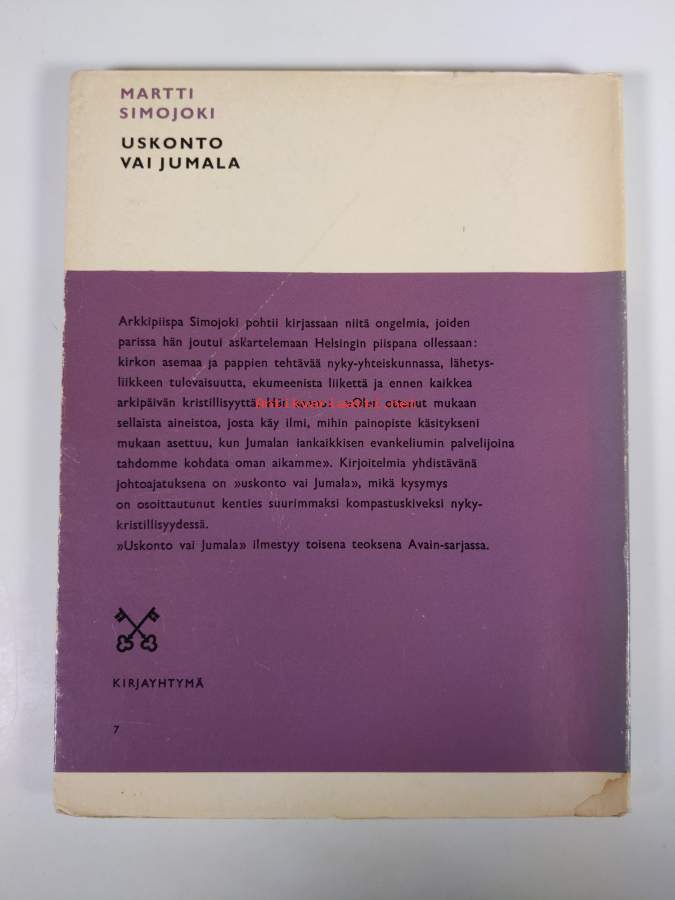 MARTTI
SIMOJOKI
USKONTO
VAI JUMALA
Arkkipiispa Simojoki pohtii kirjassaan niitä ongelmia, joiden
parissa hän joutui askartelemaan Helsingin piispana ollessaan:
kirkon asemaa ja pappien tehtävää nyky-yhteiskunnassa, lähetys-
liikkeen tulevaisuutta, ekumeenista liikettä ja ennen kaikkea
arkipäivän kristillisyyttä. Hän »Olen ottanut mukaan
sellaista aineistoa, josta käy ilmi, mihin painopiste käsitykseni
mukaan asettuu, kun Jumalan iankaikkisen evankeliumin palvelijoina
tahdomme kohdata oman aikamme». Kirjoitelmia yhdistävänä
johtoajatuksena on »uskonto vai Jumala», mikä kysymys
on osoittautunut kenties suurimmaksi kompastuskiveksi nyky-
kristillisyydessä.
»Uskonto vai Jumala» ilmestyy toisena teoksena Avain-sarjassa.
KIRJAYHTYMÄ
7